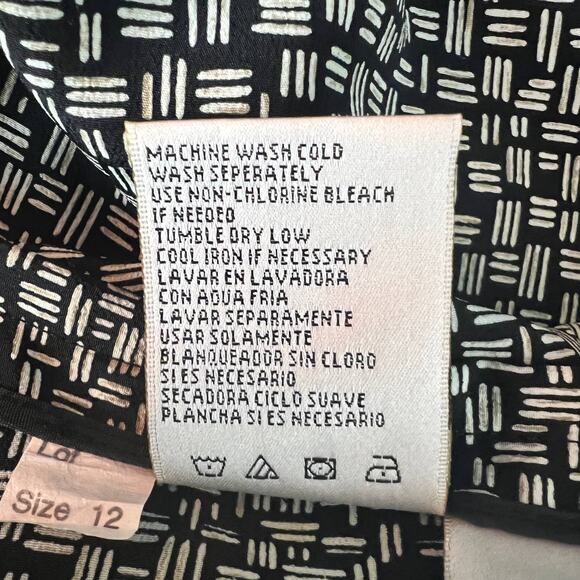 MACHINE WASH COLD
WASH SEPERATELY
USE NON-CHLORINE BLEACH
IF NEEDED
TUMBLE DRY LOW
COOL IRON IF NECESSARY
LAVAR EN LAVADORA
CON AGUA FRIA
LAVAR SEPARAMENTE
USAR SOLAMENTE
BLANQUEADOR SIN CLORO
SI ES NECESARIO
SECADORA CICLO SUAVE
PLANCHA SI ES NECESARIO
Size 12